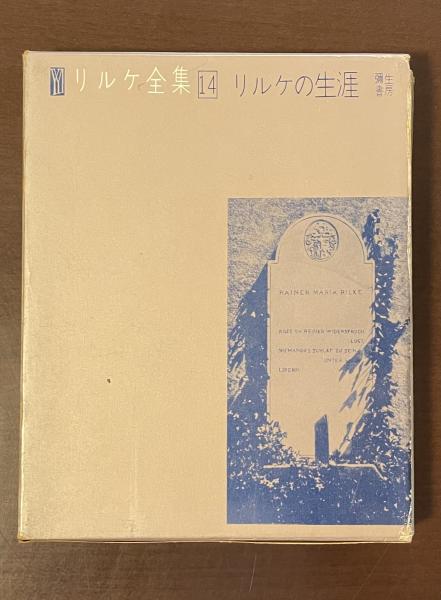 リルケ全集 14 リルケの生涯 彌生書房
RAINER MARIA RILKE
ROSE OH REINER WIDERSPRUCH
LUST
NIEMANDES SCHLAF ZU SEIN
UNTER
LIDERN